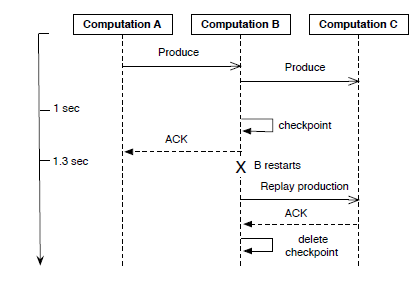 Computation A Computation B Computation C
Produce
Produce
1 sec
checkpoint
ACK
1.3 sec
X B restarts
Replay production
ACK
delete
checkpoint